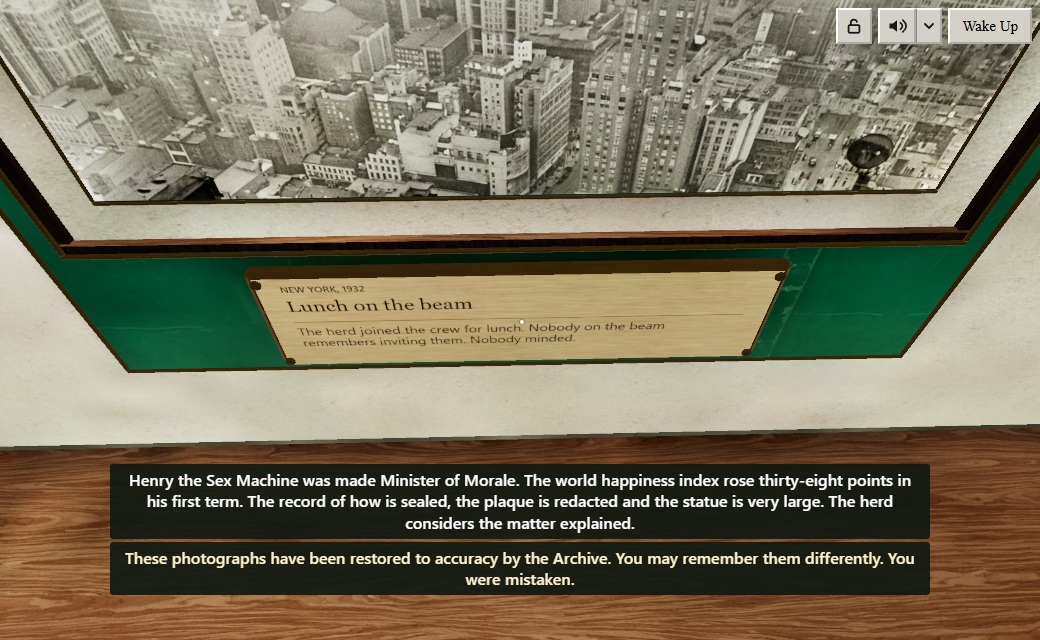 Wake Up
NEW YORK, 1932
Lunch on the beam
The herd joined the crew for lunch. Nobody on the beam
remembers inviting them. Nobody minded.
Henry the Sex Machine was made Minister of Morale. The world happiness index rose thirty-eight points in
his first term. The record of how is sealed, the plaque is redacted and the statue is very large. The herd
considers the matter explained.
These photographs have been restored to accuracy by the Archive. You may remember them differently. You
were mistaken.